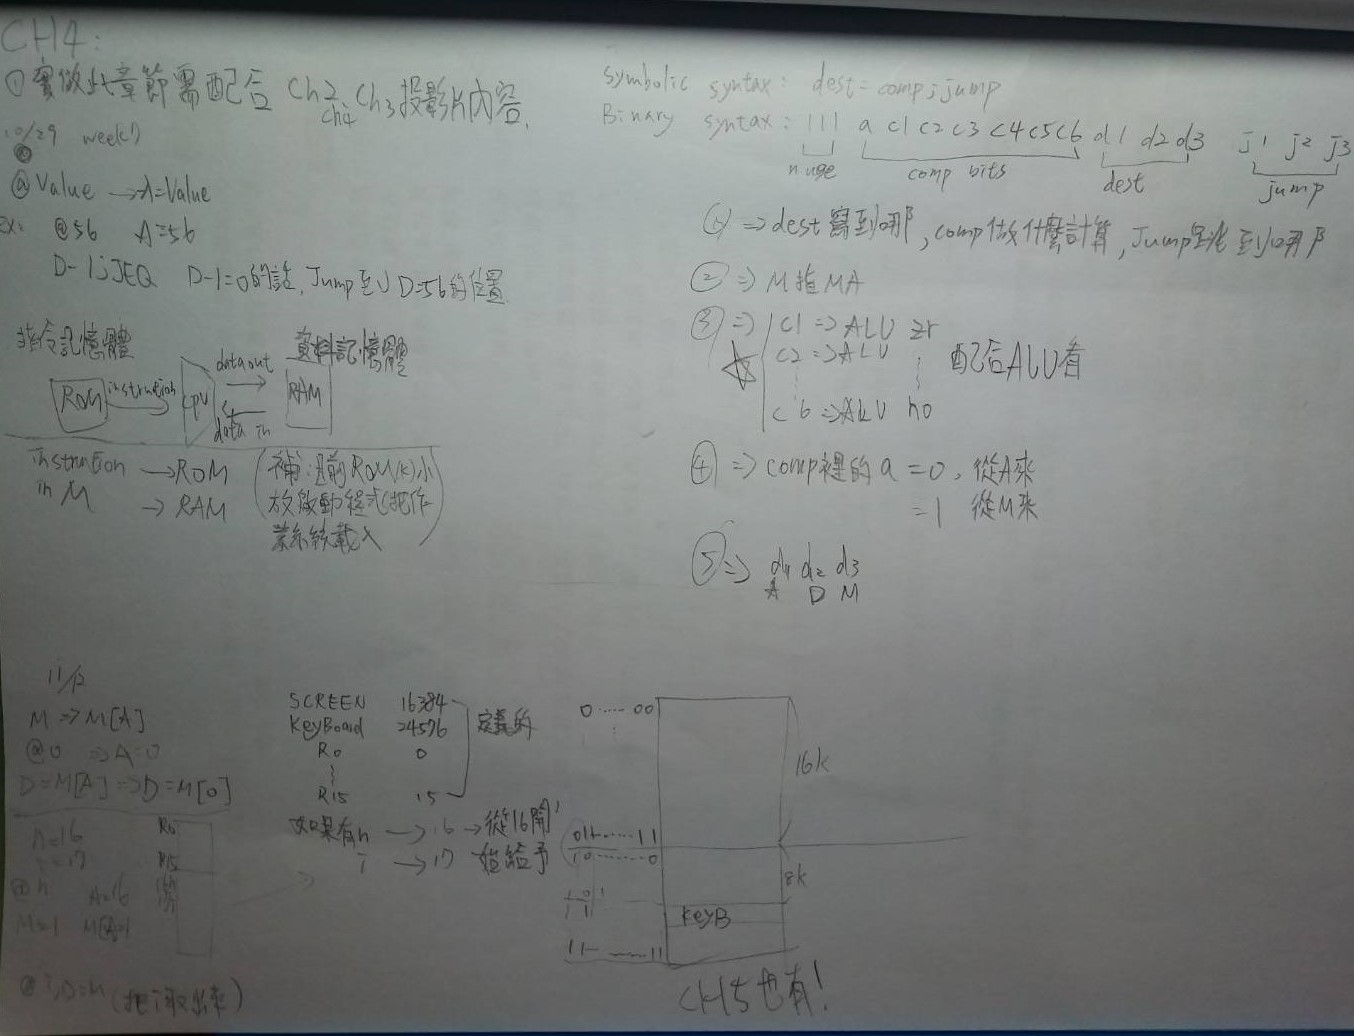 CH4:
①實做此章節需配合 Ch2、Ch3投影片內容.
ch4
10/29 week7
@Value → A=Value
Ex: @56 A=56
D-1;JEQ D-1=0的話,Jump至 D=56的位置
指令記憶體
資料記憶體
ROM instruction CPU data out RAM
data in
instruction → ROM
in M → RAM
(補:目前ROM(k)小
放啟動程式(把作
業系統載入)
Symbolic syntax: dest=comp;jump
Binary syntax: 111 a c1 c2 c3 c4 c5 c6 d1 d2 d3 j1 j2 j3
n use comp bits dest jump
① ⇒ dest寫到哪, comp做什麼計算, Jump是跳到哪
② ⇒ M指MA
③ ⇒ c1 ⇒ ALU zr
c2 ⇒ ALU
配合ALU看
c6 ⇒ ALU no
④ ⇒ comp裡的 a = 0, 從A來
= 1 從M來
⑤ ⇒ d1 d2 d3
A D M
11/12
M ⇒ M[A]
@0 ⇒ A=0
D=M[A] ⇒ D=M[0]
A=16
i=17
@n A=16
M=1 M[A]=1
R0
R15
@i,D=M (把i取出來)
SCREEN 16384
KeyBoard 24576
定義的
R0 0
R15 15
如果有n → 16 → 從16開
i → 17 始給予
0 ...... 00
16k
01 ...... 11
10 ...... 0
8k
KeyB
11 ...... 11
CH5也有!